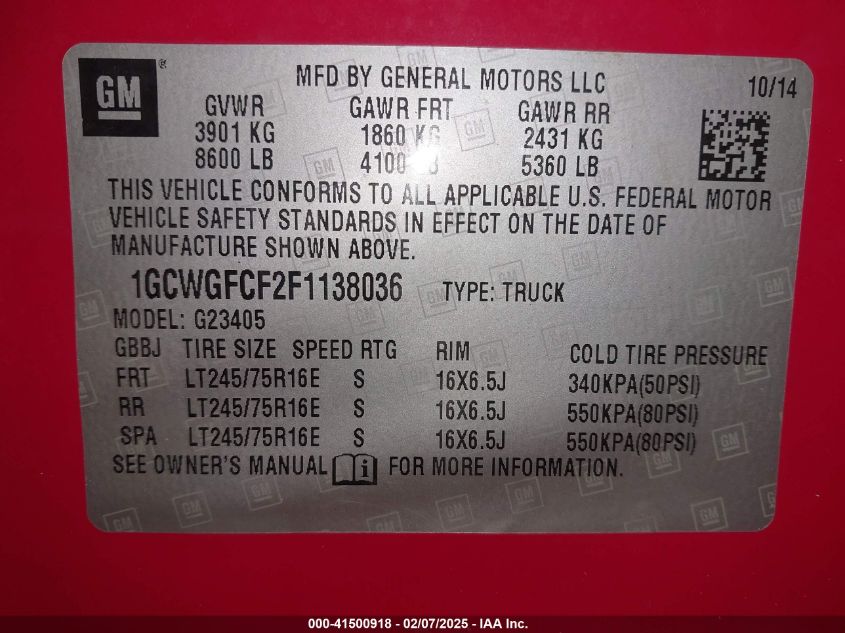 GM ® MFD BY GENERAL MOTORS LLC 10/14
GVWR GAWR FRT GAWR RR
3901 KG 1860 KG 2431 KG
8600 LB 4100 LB 5360 LB
THIS VEHICLE CONFORMS TO ALL APPLICABLE U.S. FEDERAL MOTOR
VEHICLE SAFETY STANDARDS IN EFFECT ON THE DATE OF
MANUFACTURE SHOWN ABOVE.
1GCWGFCF2F1138036 TYPE: TRUCK
MODEL: G23405
GBBJ TIRE SIZE SPEED RTG RIM COLD TIRE PRESSURE
FRT LT245/75R16E S 16X6.5J 340KPA(50PSI)
RR LT245/75R16E S 16X6.5J 550KPA(80PSI)
SPA LT245/75R16E S 16X6.5J 550KPA(80PSI)
SEE OWNER'S MANUAL i FOR MORE INFORMATION.
000-41500918 - 02/07/2025 - IAA Inc.